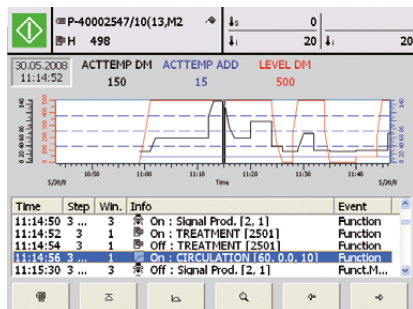 P-40002547/10(13,M2
H 498
↓s 0
↓i 20 ↓i 20
30.05.2008
11:14:52
ACTTEMP DM ACTTEMP ADD LEVEL DM
150 15 500
10:50 11:00 11:10 11:20 11:30 11:40
5/20/9 Time 5/20/9
Time Step Win. Info Event
11:14:50 3 ... 3 On : Signal Prod. [2, 1] Function
11:14:52 3 1 On : TREATMENT [2501] Function
11:14:54 3 1 Off : TREATMENT [2501] Function
11:14:56 3 ... 1 On : CIRCULATION [60, 0.0, 10] Function
11:15:30 3 ... 3 Off : Signal Prod. [2, 1] Funct.M...